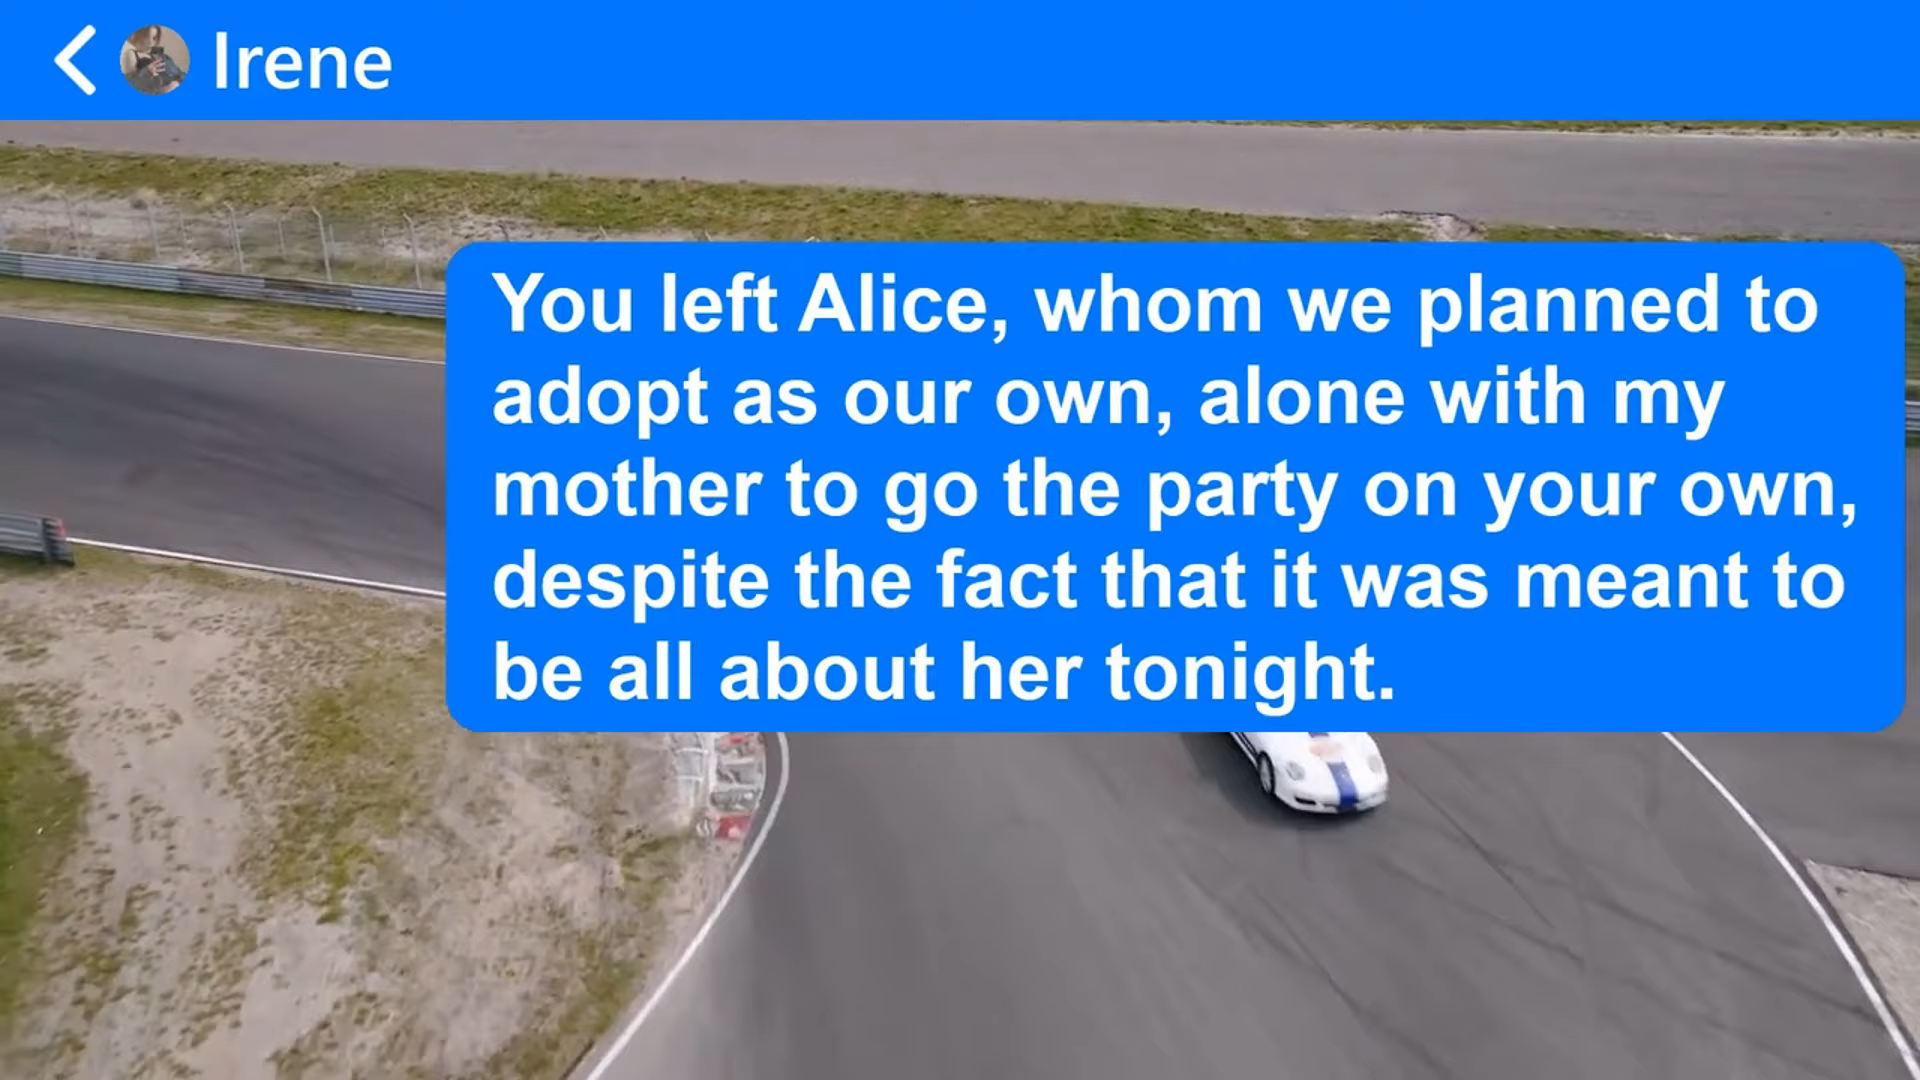 Irene
You left Alice, whom we planned to
adopt as our own, alone with my
mother to go the party on your own,
despite the fact that it was meant to
be all about her tonight.